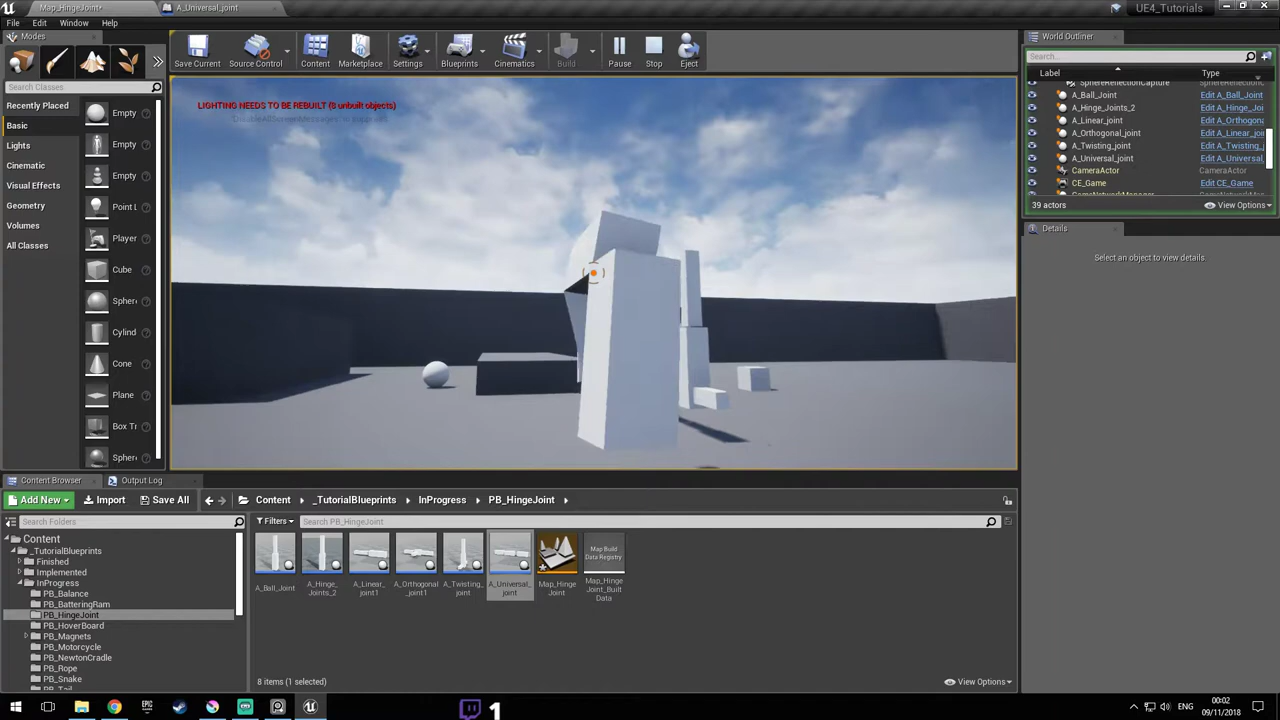 Map_HingeJoint*
A_Universal_joint
UE4_Tutorials
File Edit Window Help
Modes
Search Classes
Recently Placed
Basic
Lights
Cinematic
Visual Effects
Geometry
Volumes
All Classes
Empty
Empty
Empty
Point L
Player
Cube
Sphere
Cylind
Cone
Plane
Box Tr
Sphere
Save Current
Source Control
Content
Marketplace
Settings
Blueprints
Cinematics
Build
Pause
Stop
Eject
LIGHTING NEEDS TO BE REBUILT (8 unbuilt objects)
World Outliner
Search...
Label Type
SphereReflectionCapture
A_Ball_Joint Edit A_Ball_Joint
A_Hinge_Joints_2 Edit A_Hinge_Joi
A_Linear_joint Edit A_Orthogona
A_Orthogonal_joint Edit A_Linear_join
A_Twisting_joint Edit A_Twisting_j
A_Universal_joint Edit A_Universal_
CameraActor CameraActor
CE_Game Edit CE_Game
39 actors
View Options
Details
Select an object to view details
Content Browser
Output Log
Add New
Import
Save All
Content
_TutorialBlueprints
InProgress
PB_HingeJoint
Search Folders
Filters
Search PB_HingeJoint
Content
_TutorialBlueprints
Finished
Implemented
InProgress
PB_Balance
PB_BatteringRam
PB_HingeJoint
PB_HoverBoard
PB_Magnets
PB_Motorcycle
PB_NewtonCradle
PB_Rope
PB_Snake
PB_Tail
A_Ball_Joint
A_Hinge_
Joints_2
A_Linear_
joint1
A_Orthogonal
_joint1
A_Twisting_
joint
A_Universal_
joint
Map_Hinge
Joint
Map Build
Data Registry
Map_Hinge
Joint_Built
Data
8 items (1 selected)
View Options
1
ENG
00:02
09/11/2018